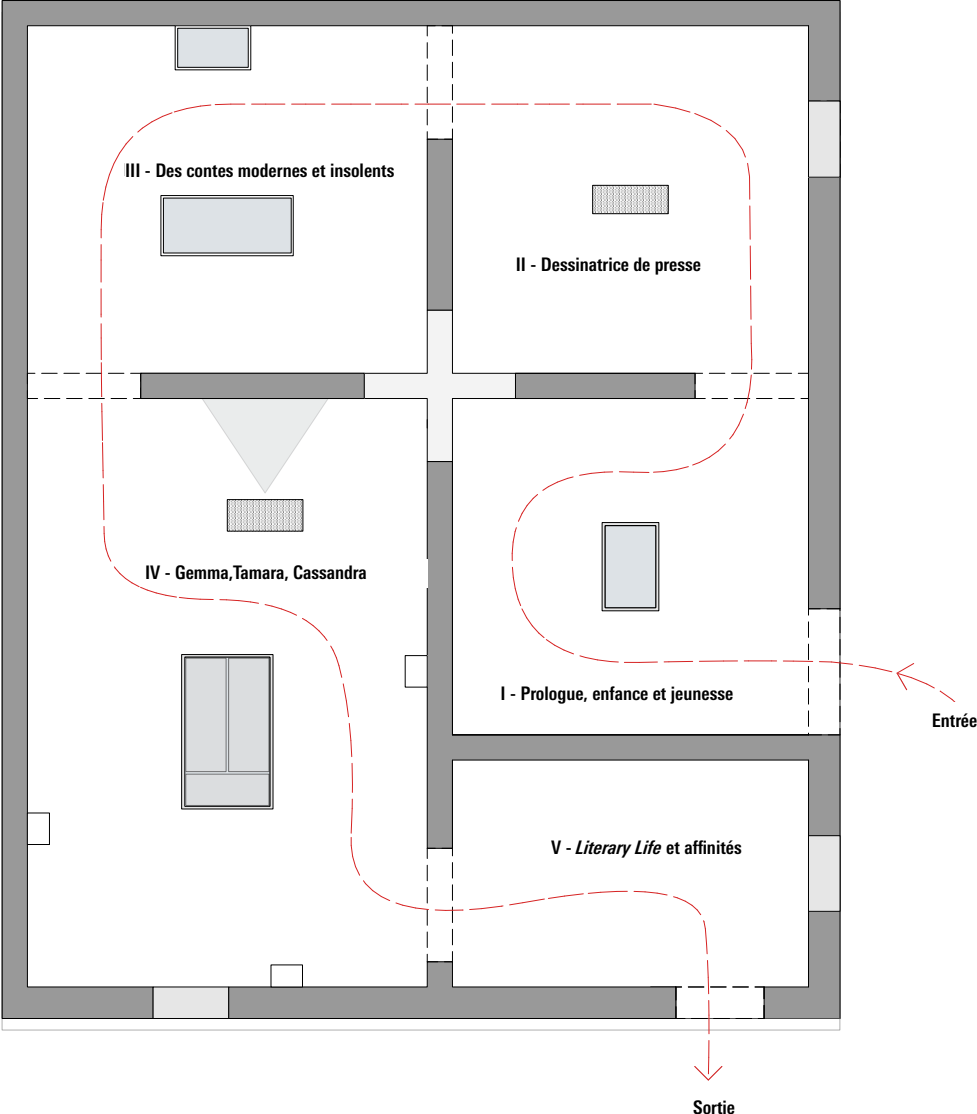 III - Des contes modernes et insolents
II - Dessinatrice de presse
IV - Gemma,Tamara, Cassandra
I - Prologue, enfance et jeunesse
Entrée
V - Literary Life et affinités
Sortie